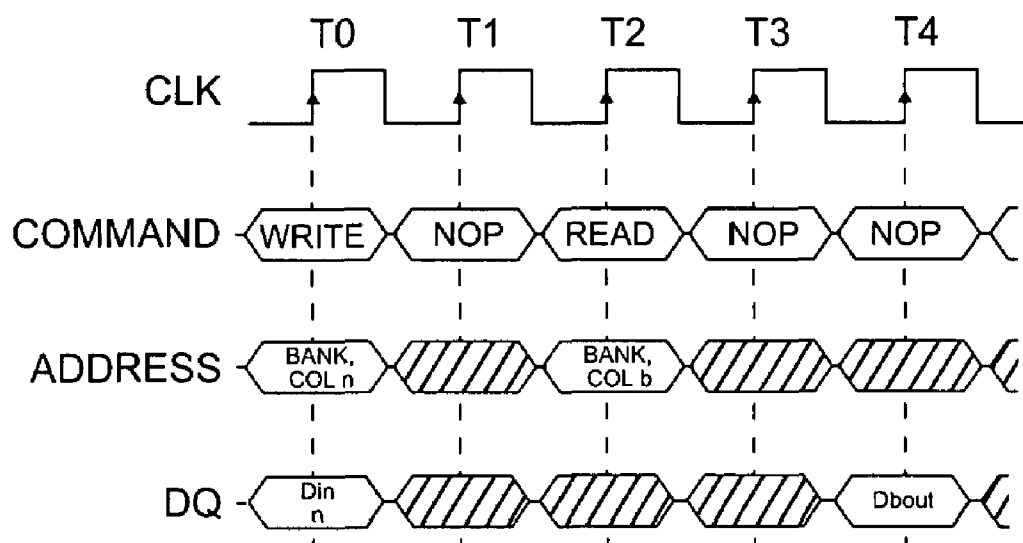 T0 T1 T2 T3 T4
CLK
COMMAND WRITE NOP READ NOP NOP
ADDRESS BANK, COL n BANK, COL b
DQ Din n Dbout